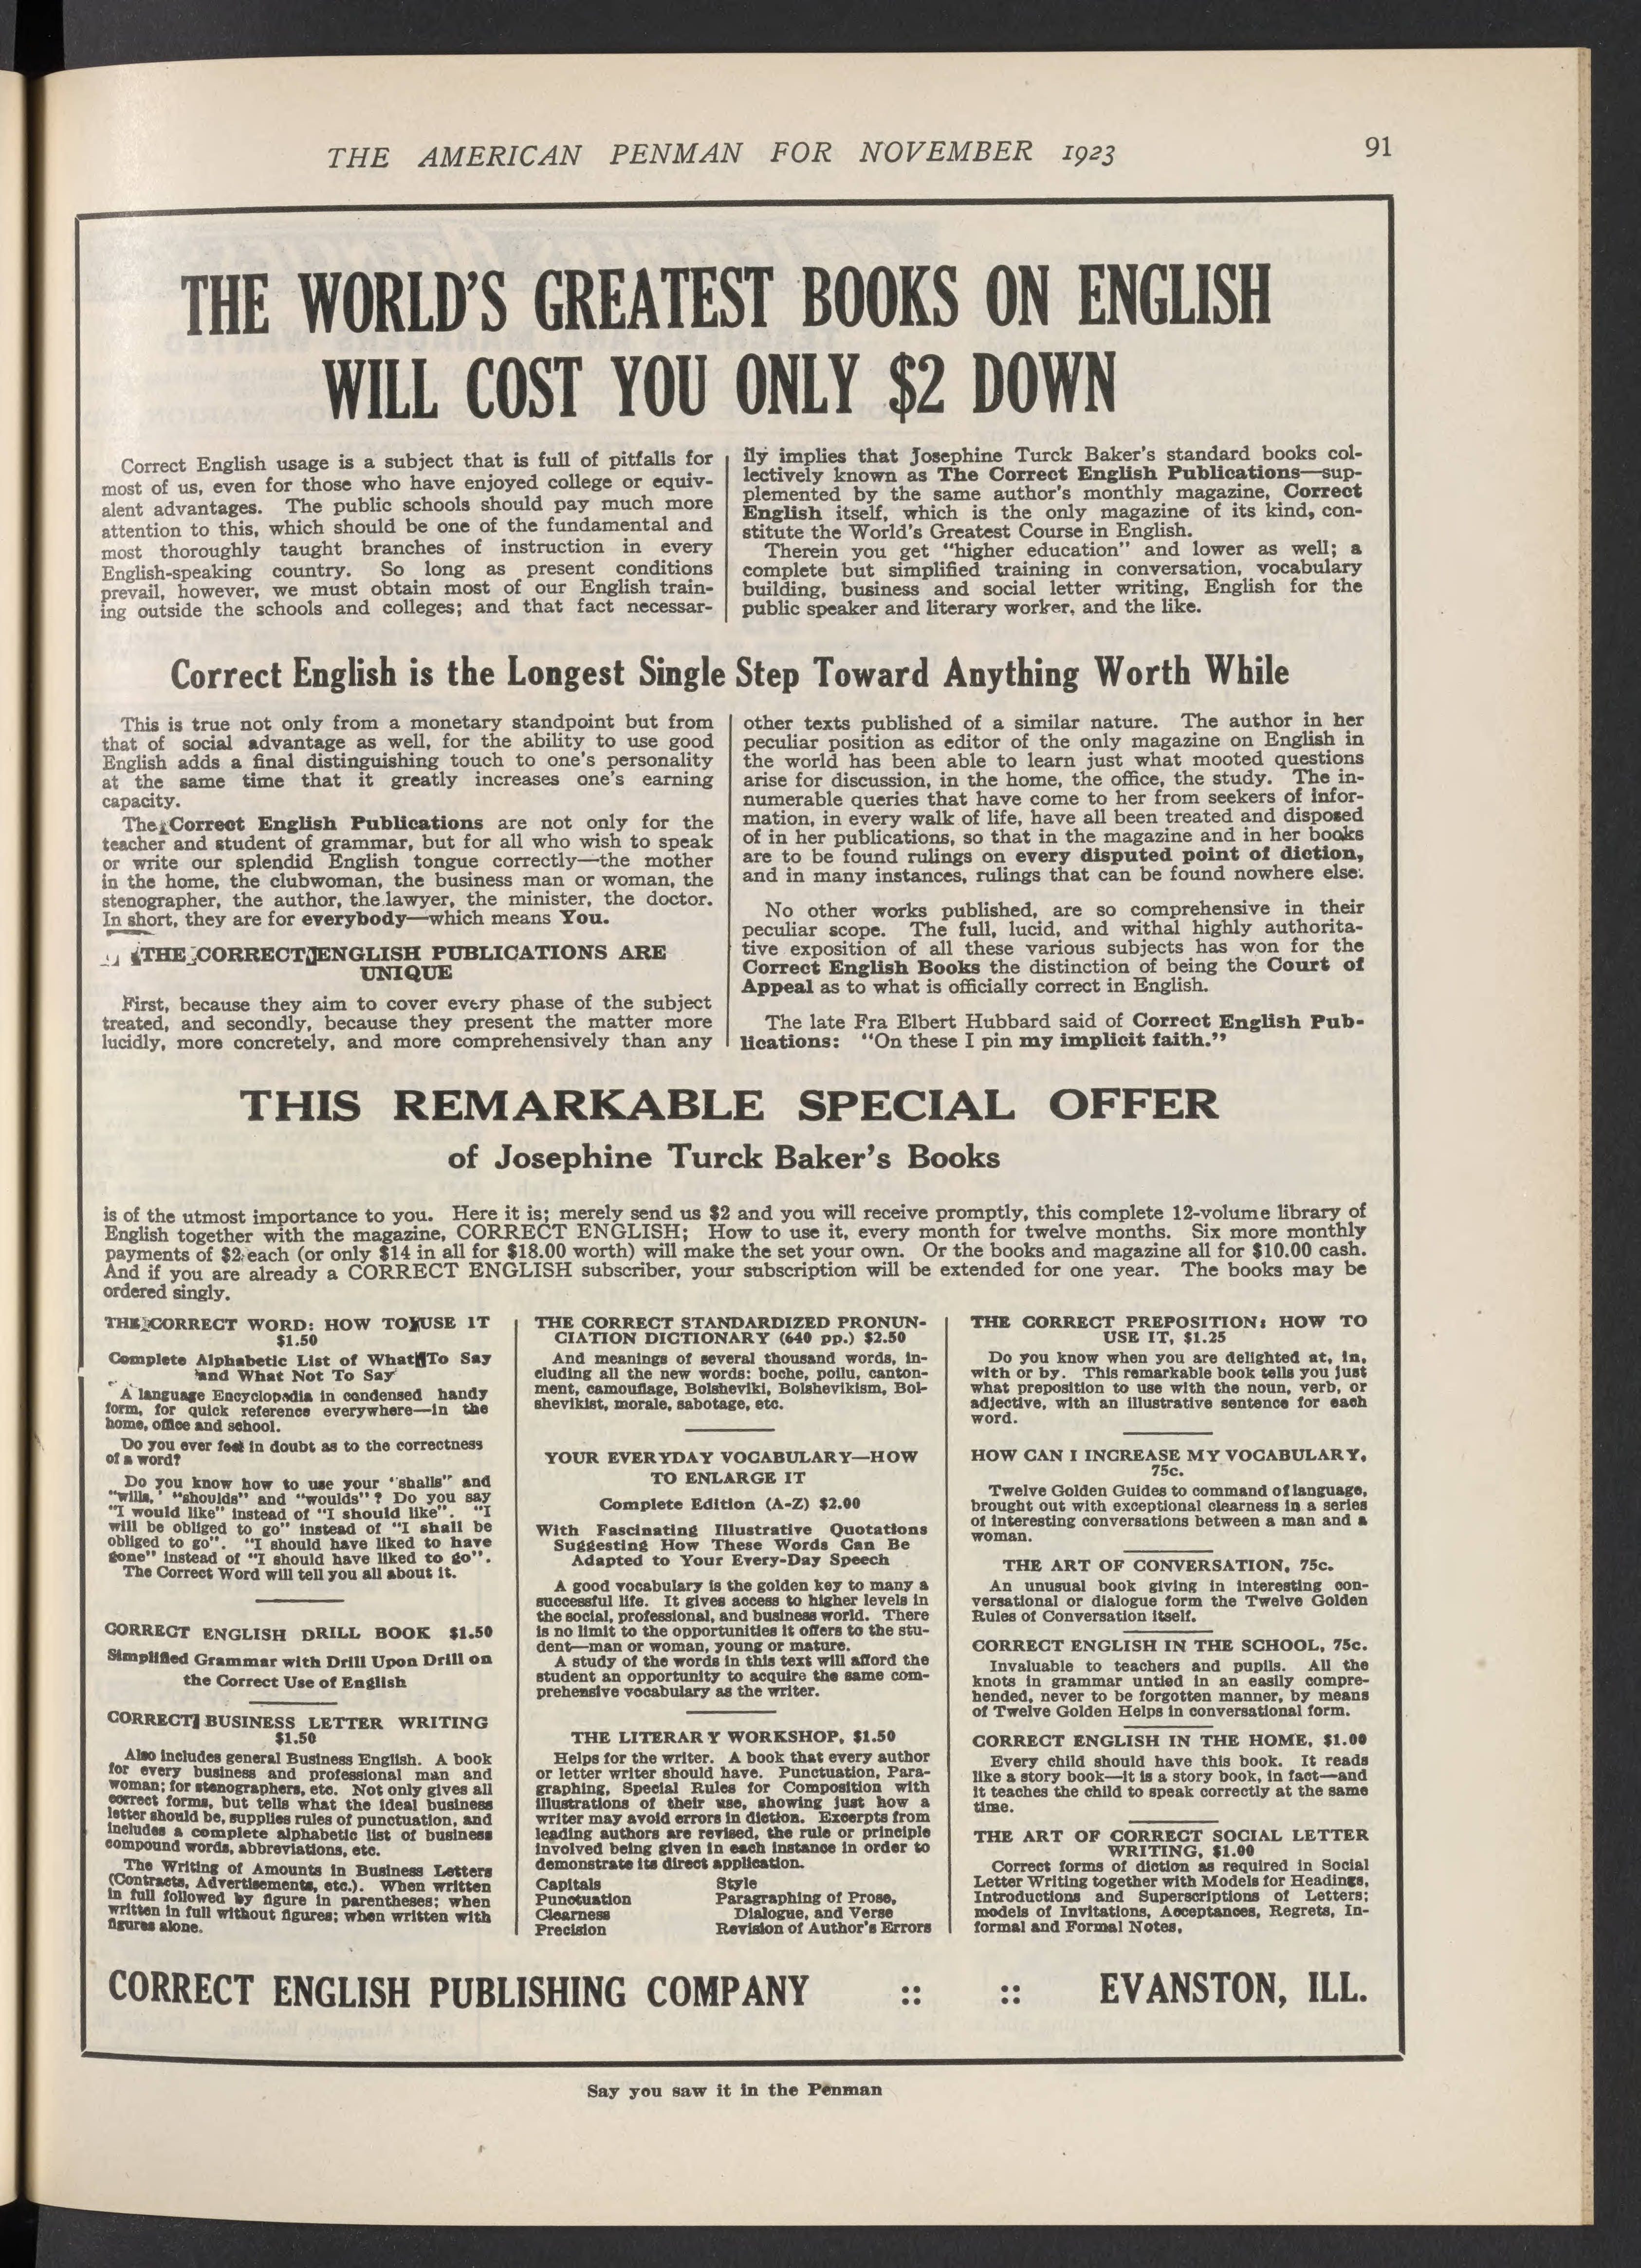 THE AMERICAN PENMAN FOR NOVEMBER 1923
91
THE WORLD'S GREATEST BOOKS ON ENGLISH
WILL COST YOU ONLY $2 DOWN
Correct English usage is a subject that is full of pitfalls for
most of us, even for those who have enjoyed college or equiv-
alent advantages. The public schools should pay much more
attention to this, which should be one of the fundamental and
most thoroughly taught branches of instruction in every
English-speaking country. So long as present conditions
prevail, however, we must obtain most of our English train-
ing outside the schools and colleges; and that fact necessar-
ily implies that Josephine Turck Baker's standard books col-
lectively known as The Correct English Publications—sup-
plemented by the same author's monthly magazine, Correct
English itself, which is the only magazine of its kind, con-
stitute the World's Greatest Course in English.
Therein you get "higher education" and lower as well; a
complete but simplified training in conversation, vocabulary
building, business and social letter writing, English for the
public speaker and literary worker, and the like.
Correct English is the Longest Single Step Toward Anything Worth While
This is true not only from a monetary standpoint but from
that of social advantage as well, for the ability to use good
English adds a final distinguishing touch to one's personality
at the same time that it greatly increases one's earning
capacity.
The Correct English Publications are not only for the
teacher and student of grammar, but for all who wish to speak
or write our splendid English tongue correctly—the mother
in the home, the clubwoman, the business man or woman, the
stenographer, the author, the lawyer, the minister, the doctor.
In short, they are for everybody—which means You.
THE CORRECT ENGLISH PUBLICATIONS ARE
UNIQUE
First, because they aim to cover every phase of the subject
treated, and secondly, because they present the matter more
lucidly, more concretely, and more comprehensively than any
other texts published of a similar nature. The author in her
peculiar position as editor of the only magazine on English in
the world has been able to learn just what mooted questions
arise for discussion, in the home, the office, the study. The in-
numerable queries that have come to her from seekers of infor-
mation, in every walk of life, have all been treated and disposed
of in her publications, so that in the magazine and in her books
are to be found rulings on every disputed point of diction,
and in many instances, rulings that can be found nowhere else.
No other works published, are so comprehensive in their
peculiar scope. The full, lucid, and withal highly authorita-
tive exposition of all these various subjects has won for the
Correct English Books the distinction of being the Court of
Appeal as to what is officially correct in English.
The late Fra Elbert Hubbard said of Correct English Pub-
lications: "On these I pin my implicit faith."
THIS REMARKABLE SPECIAL OFFER
of Josephine Turck Baker's Books
is of the utmost importance to you. Here it is; merely send us $2 and you will receive promptly, this complete 12-volume library of
English together with the magazine, CORRECT ENGLISH; How to use it, every month for twelve months. Six more monthly
payments of $2 each (or only $14 in all for $18.00 worth) will make the set your own. Or the books and magazine all for $10.00 cash.
And if you are already a CORRECT ENGLISH subscriber, your subscription will be extended for one year. The books may be
ordered singly.
THE CORRECT WORD: HOW TO USE IT
$1.50
Complete Alphabetic List of What To Say
and What Not To Say
A language Encyclopedia in condensed handy
form, for quick reference everywhere—in the
home, office and school.
Do you ever feel in doubt as to the correctness
of a word?
Do you know how to use your "shalls" and
"wills," "shoulds" and "woulds"? Do you say
"I would like" instead of "I should like". "I
will be obliged to go" instead of "I shall be
obliged to go". "I should have liked to have
gone" instead of "I should have liked to go".
The Correct Word will tell you all about it.
CORRECT ENGLISH DRILL BOOK $1.50
Simplified Grammar with Drill Upon Drill on
the Correct Use of English
CORRECT BUSINESS LETTER WRITING
$1.50
Also includes general Business English. A book
for every business and professional man and
woman; for stenographers, etc. Not only gives all
correct forms, but tells what the ideal business
letter should be, supplies rules of punctuation, and
includes a complete alphabetic list of business
compound words, abbreviations, etc.
The Writing of Amounts in Business Letters
(Contracts, Advertisements, etc.). When written
in full followed by figure in parentheses; when
written in full without figures; when written with
figures alone.
THE CORRECT STANDARDIZED PRONUN-
CIATION DICTIONARY (640 pp.) $2.50
And meanings of several thousand words, in-
cluding all the new words: boche, poilu, canton-
ment, camouflage, Bolsheviki, Bolshevikism, Bol-
shevikist, morale, sabotage, etc.
YOUR EVERYDAY VOCABULARY—HOW
TO ENLARGE IT
Complete Edition (A-Z) $2.00
With Fascinating Illustrative Quotations
Suggesting How These Words Can Be
Adapted to Your Every-Day Speech
A good vocabulary is the golden key to many a
successful life. It gives access to higher levels in
the social, professional, and business world. There
is no limit to the opportunities it offers to the stu-
dent—man or woman, young or mature.
A study of the words in this text will afford the
student an opportunity to acquire the same com-
prehensive vocabulary as the writer.
THE LITERARY WORKSHOP, $1.50
Helps for the writer. A book that every author
or letter writer should have. Punctuation, Para-
graphing, Special Rules for Composition with
illustrations of their use, showing just how a
writer may avoid errors in diction. Excerpts from
leading authors are revised, the rule or principle
involved being given in each instance in order to
demonstrate its direct application.
Capitals Style
Punctuation Paragraphing of Prose,
Clearness Dialogue, and Verse
Precision Revision of Author's Errors
THE CORRECT PREPOSITION: HOW TO
USE IT, $1.25
Do you know when you are delighted at, in,
with or by. This remarkable book tells you just
what preposition to use with the noun, verb, or
adjective, with an illustrative sentence for each
word.
HOW CAN I INCREASE MY VOCABULARY,
75c.
Twelve Golden Guides to command of language,
brought out with exceptional clearness in a series
of interesting conversations between a man and a
woman.
THE ART OF CONVERSATION, 75c.
An unusual book giving in interesting con-
versational or dialogue form the Twelve Golden
Rules of Conversation itself.
CORRECT ENGLISH IN THE SCHOOL, 75c.
Invaluable to teachers and pupils. All the
knots in grammar untied in an easily compre-
hended, never to be forgotten manner, by means
of Twelve Golden Helps in conversational form.
CORRECT ENGLISH IN THE HOME, $1.00
Every child should have this book. It reads
like a story book—it is a story book, in fact—and
it teaches the child to speak correctly at the same
time.
THE ART OF CORRECT SOCIAL LETTER
WRITING, $1.00
Correct forms of diction as required in Social
Letter Writing together with Models for Headings,
Introductions and Superscriptions of Letters;
models of Invitations, Acceptances, Regrets, In-
formal and Formal Notes.
CORRECT ENGLISH PUBLISHING COMPANY :: :: EVANSTON, ILL.
Say you saw it in the Penman